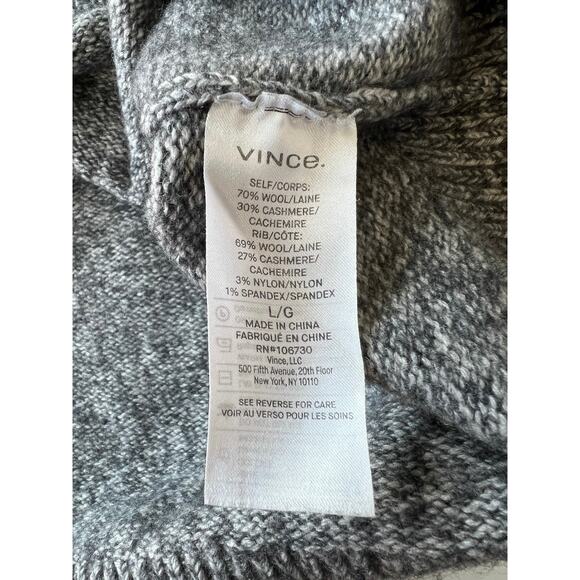 VINCe.
SELF/CORPS:
70% WOOL/LAINE
30% CASHMERE/
CACHEMIRE
RIB/CÔTE:
69% WOOL/LAINE
27% CASHMERE/
CACHEMIRE
3% NYLON/NYLON
1% SPANDEX/SPANDEX
L/G
MADE IN CHINA
FABRIQUÉ EN CHINE
RN#106730
Vince, LLC
500 Fifth Avenue, 20th Floor
New York, NY 10110
SEE REVERSE FOR CARE
VOIR AU VERSO POUR LES SOINS